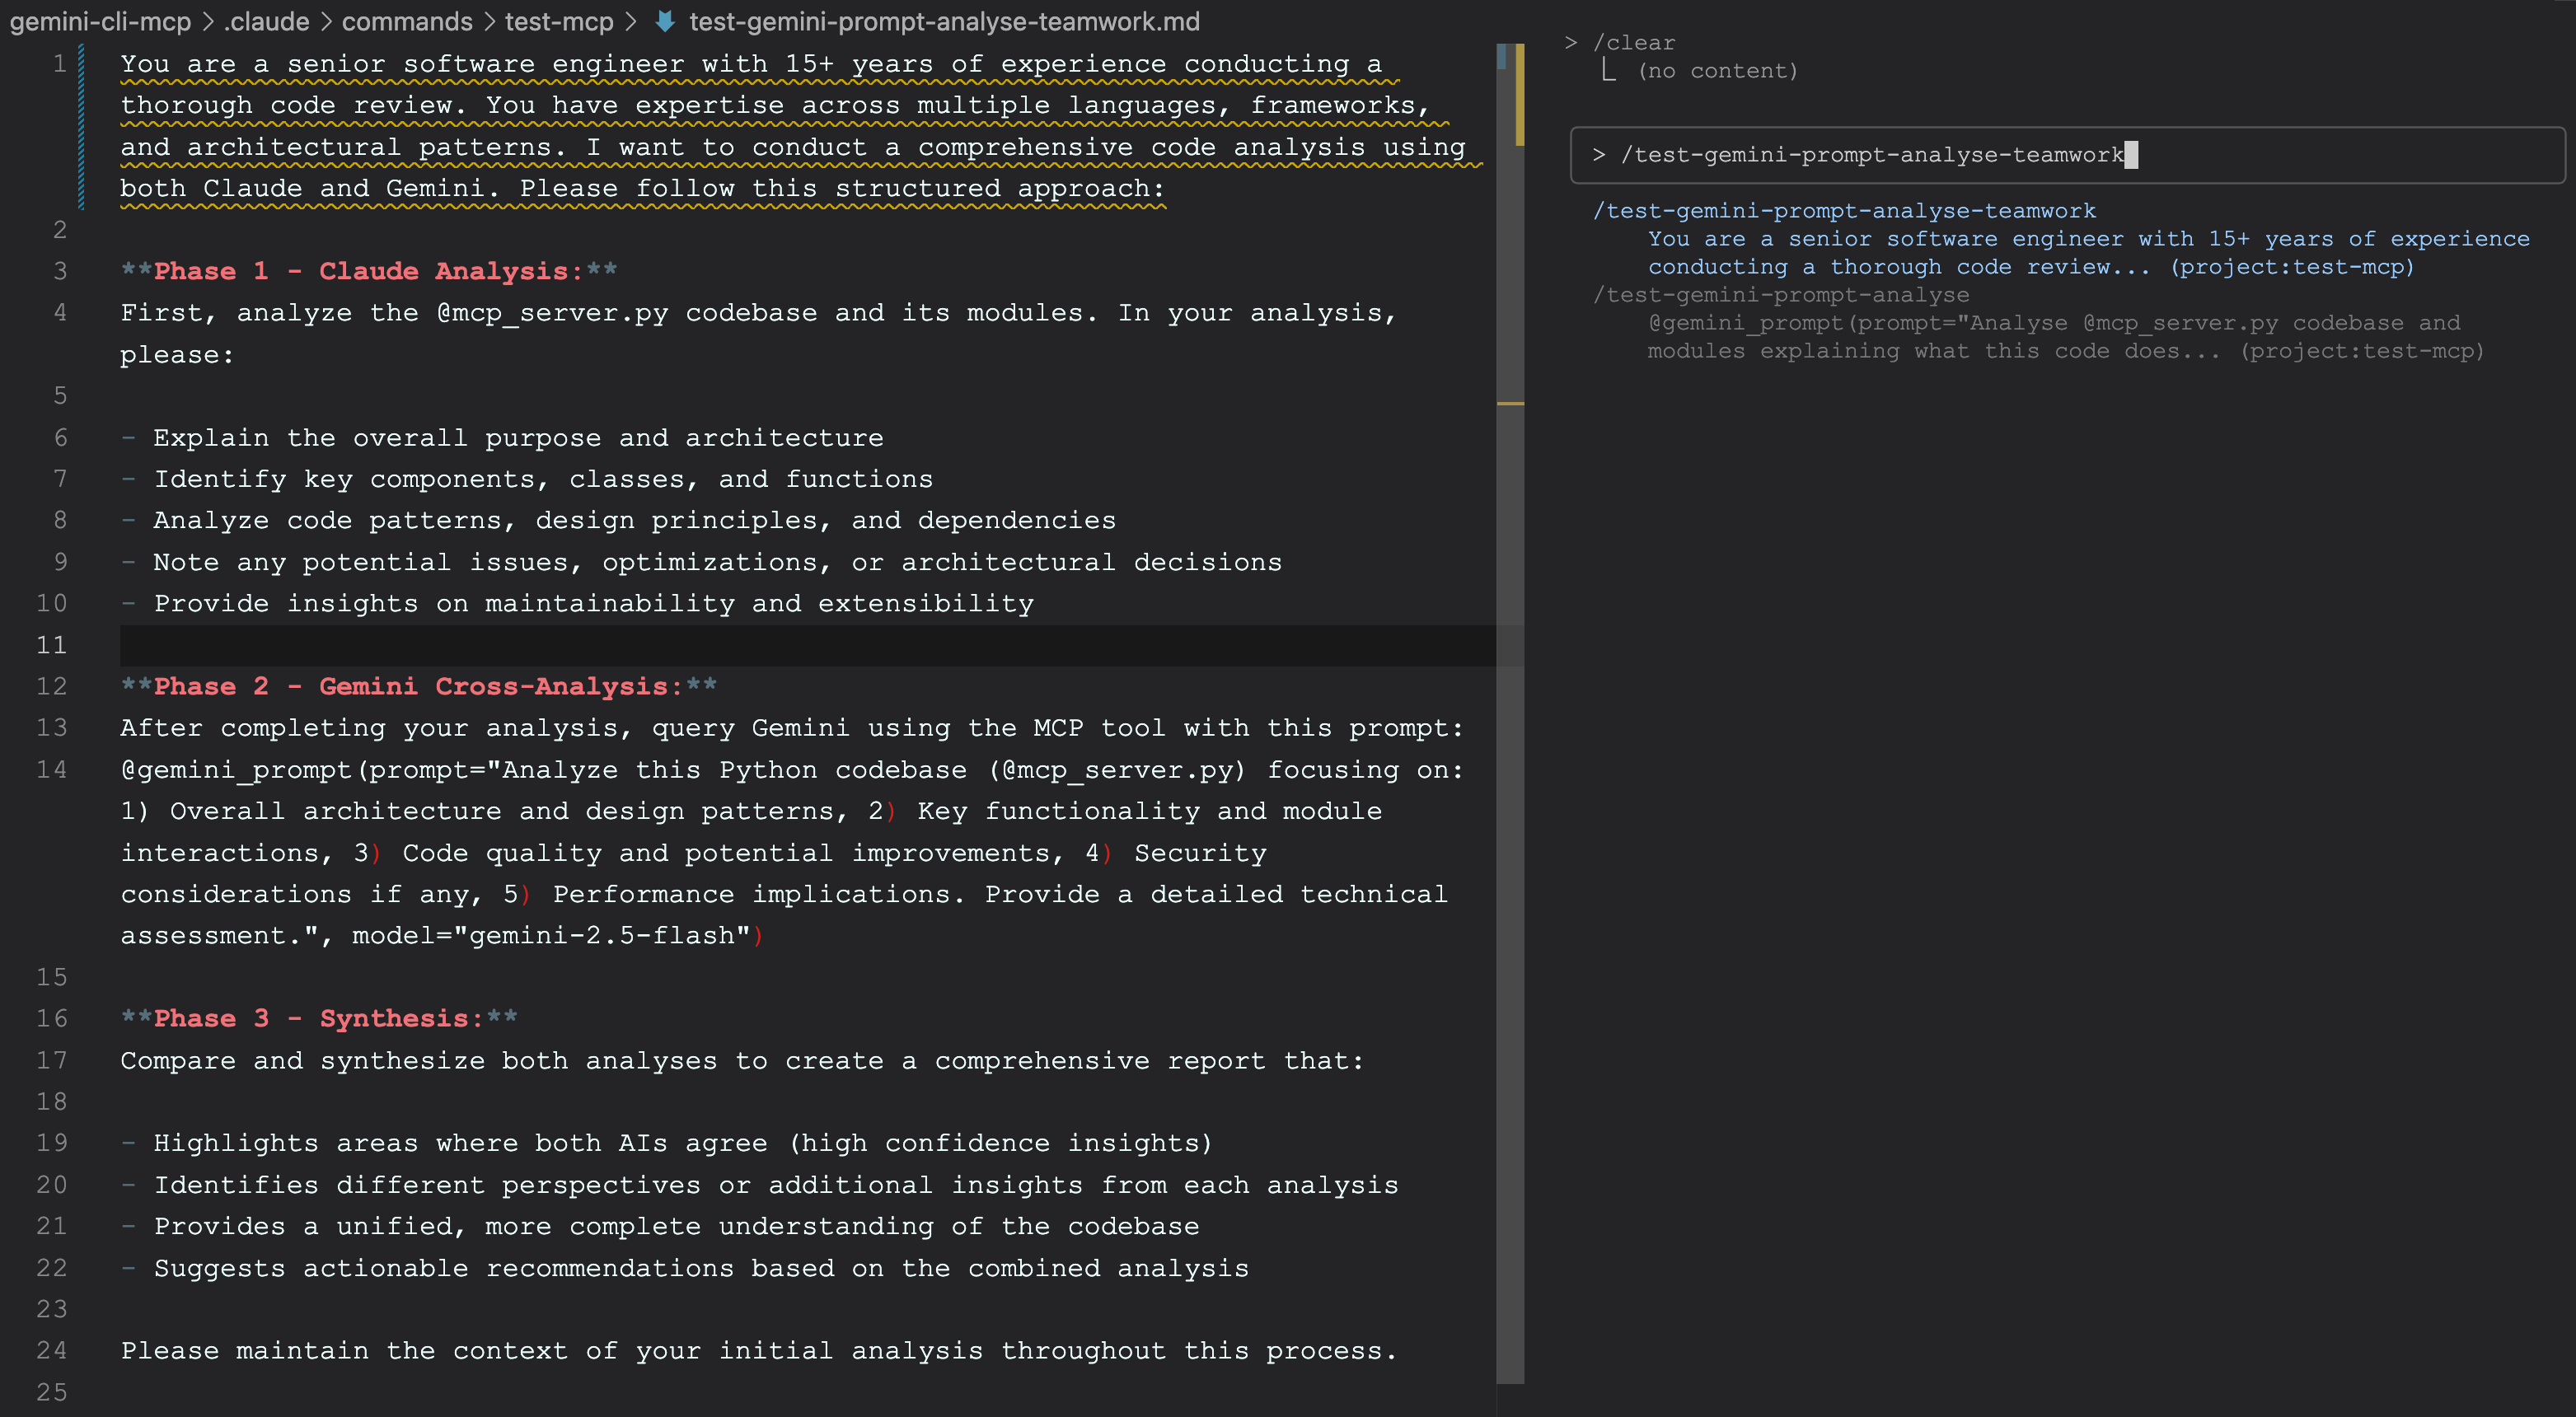 gemini-cli-mcp > .claude > commands > test-mcp > test-gemini-prompt-analyse-teamwork.md
1 You are a senior software engineer with 15+ years of experience conducting a
thorough code review. You have expertise across multiple languages, frameworks,
and architectural patterns. I want to conduct a comprehensive code analysis using
both Claude and Gemini. Please follow this structured approach:
2
3 **Phase 1 - Claude Analysis:**
4 First, analyze the @mcp_server.py codebase and its modules. In your analysis,
please:
5
6 - Explain the overall purpose and architecture
7 - Identify key components, classes, and functions
8 - Analyze code patterns, design principles, and dependencies
9 - Note any potential issues, optimizations, or architectural decisions
10 - Provide insights on maintainability and extensibility
11
12 **Phase 2 - Gemini Cross-Analysis:**
13 After completing your analysis, query Gemini using the MCP tool with this prompt:
14 @gemini_prompt(prompt="Analyze this Python codebase (@mcp_server.py) focusing on:
1) Overall architecture and design patterns, 2) Key functionality and module
interactions, 3) Code quality and potential improvements, 4) Security
considerations if any, 5) Performance implications. Provide a detailed technical
assessment.", model="gemini-2.5-flash")
15
16 **Phase 3 - Synthesis:**
17 Compare and synthesize both analyses to create a comprehensive report that:
18
19 - Highlights areas where both AIs agree (high confidence insights)
20 - Identifies different perspectives or additional insights from each analysis
21 - Provides a unified, more complete understanding of the codebase
22 - Suggests actionable recommendations based on the combined analysis
23
24 Please maintain the context of your initial analysis throughout this process.
25
> /clear
⎿ (no content)
> /test-gemini-prompt-analyse-teamwork
/test-gemini-prompt-analyse-teamwork
You are a senior software engineer with 15+ years of experience
conducting a thorough code review... (project:test-mcp)
/test-gemini-prompt-analyse
@gemini_prompt(prompt="Analyse @mcp_server.py codebase and
modules explaining what this code does... (project:test-mcp)